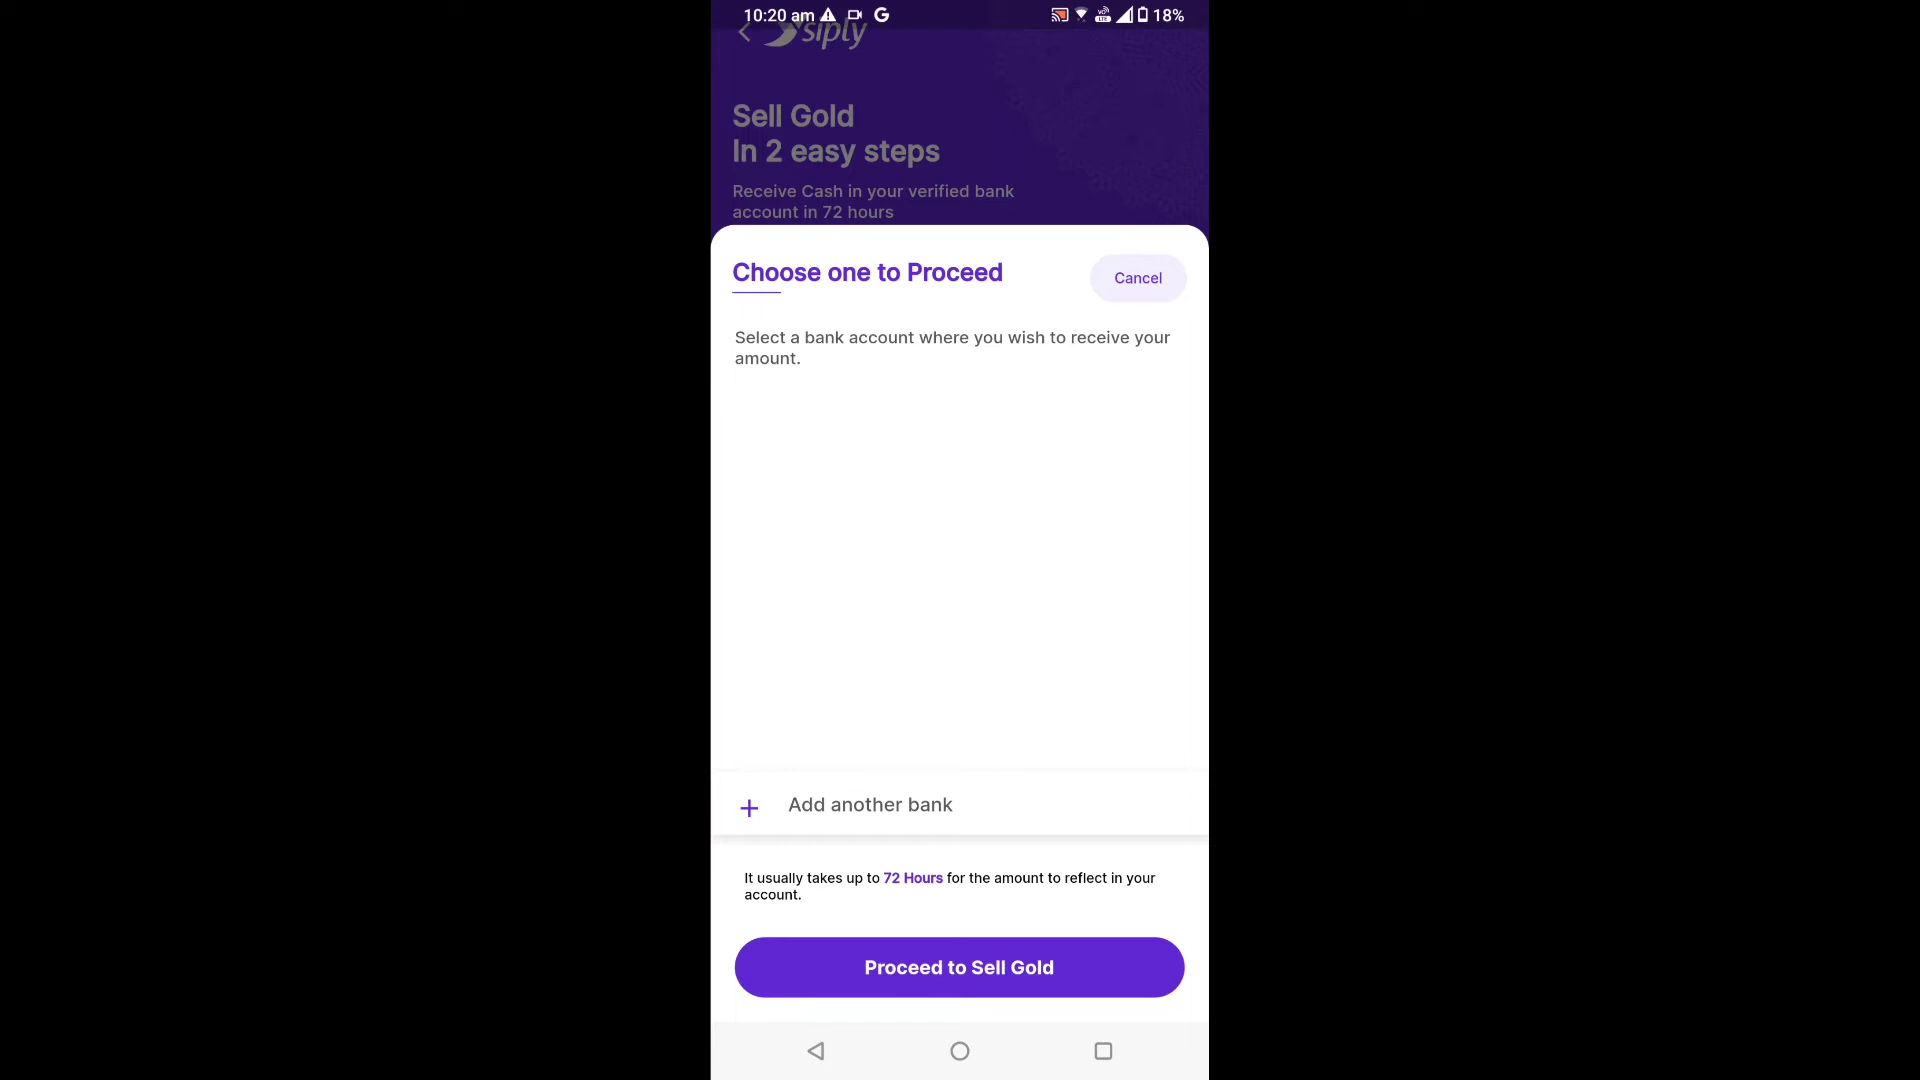 10:20 am
18%
siply
Sell Gold
In 2 easy steps
Receive Cash in your verified bank
account in 72 hours
Choose one to Proceed
Cancel
Select a bank account where you wish to receive your
amount.
+ Add another bank
It usually takes up to 72 Hours for the amount to reflect in your
account.
Proceed to Sell Gold